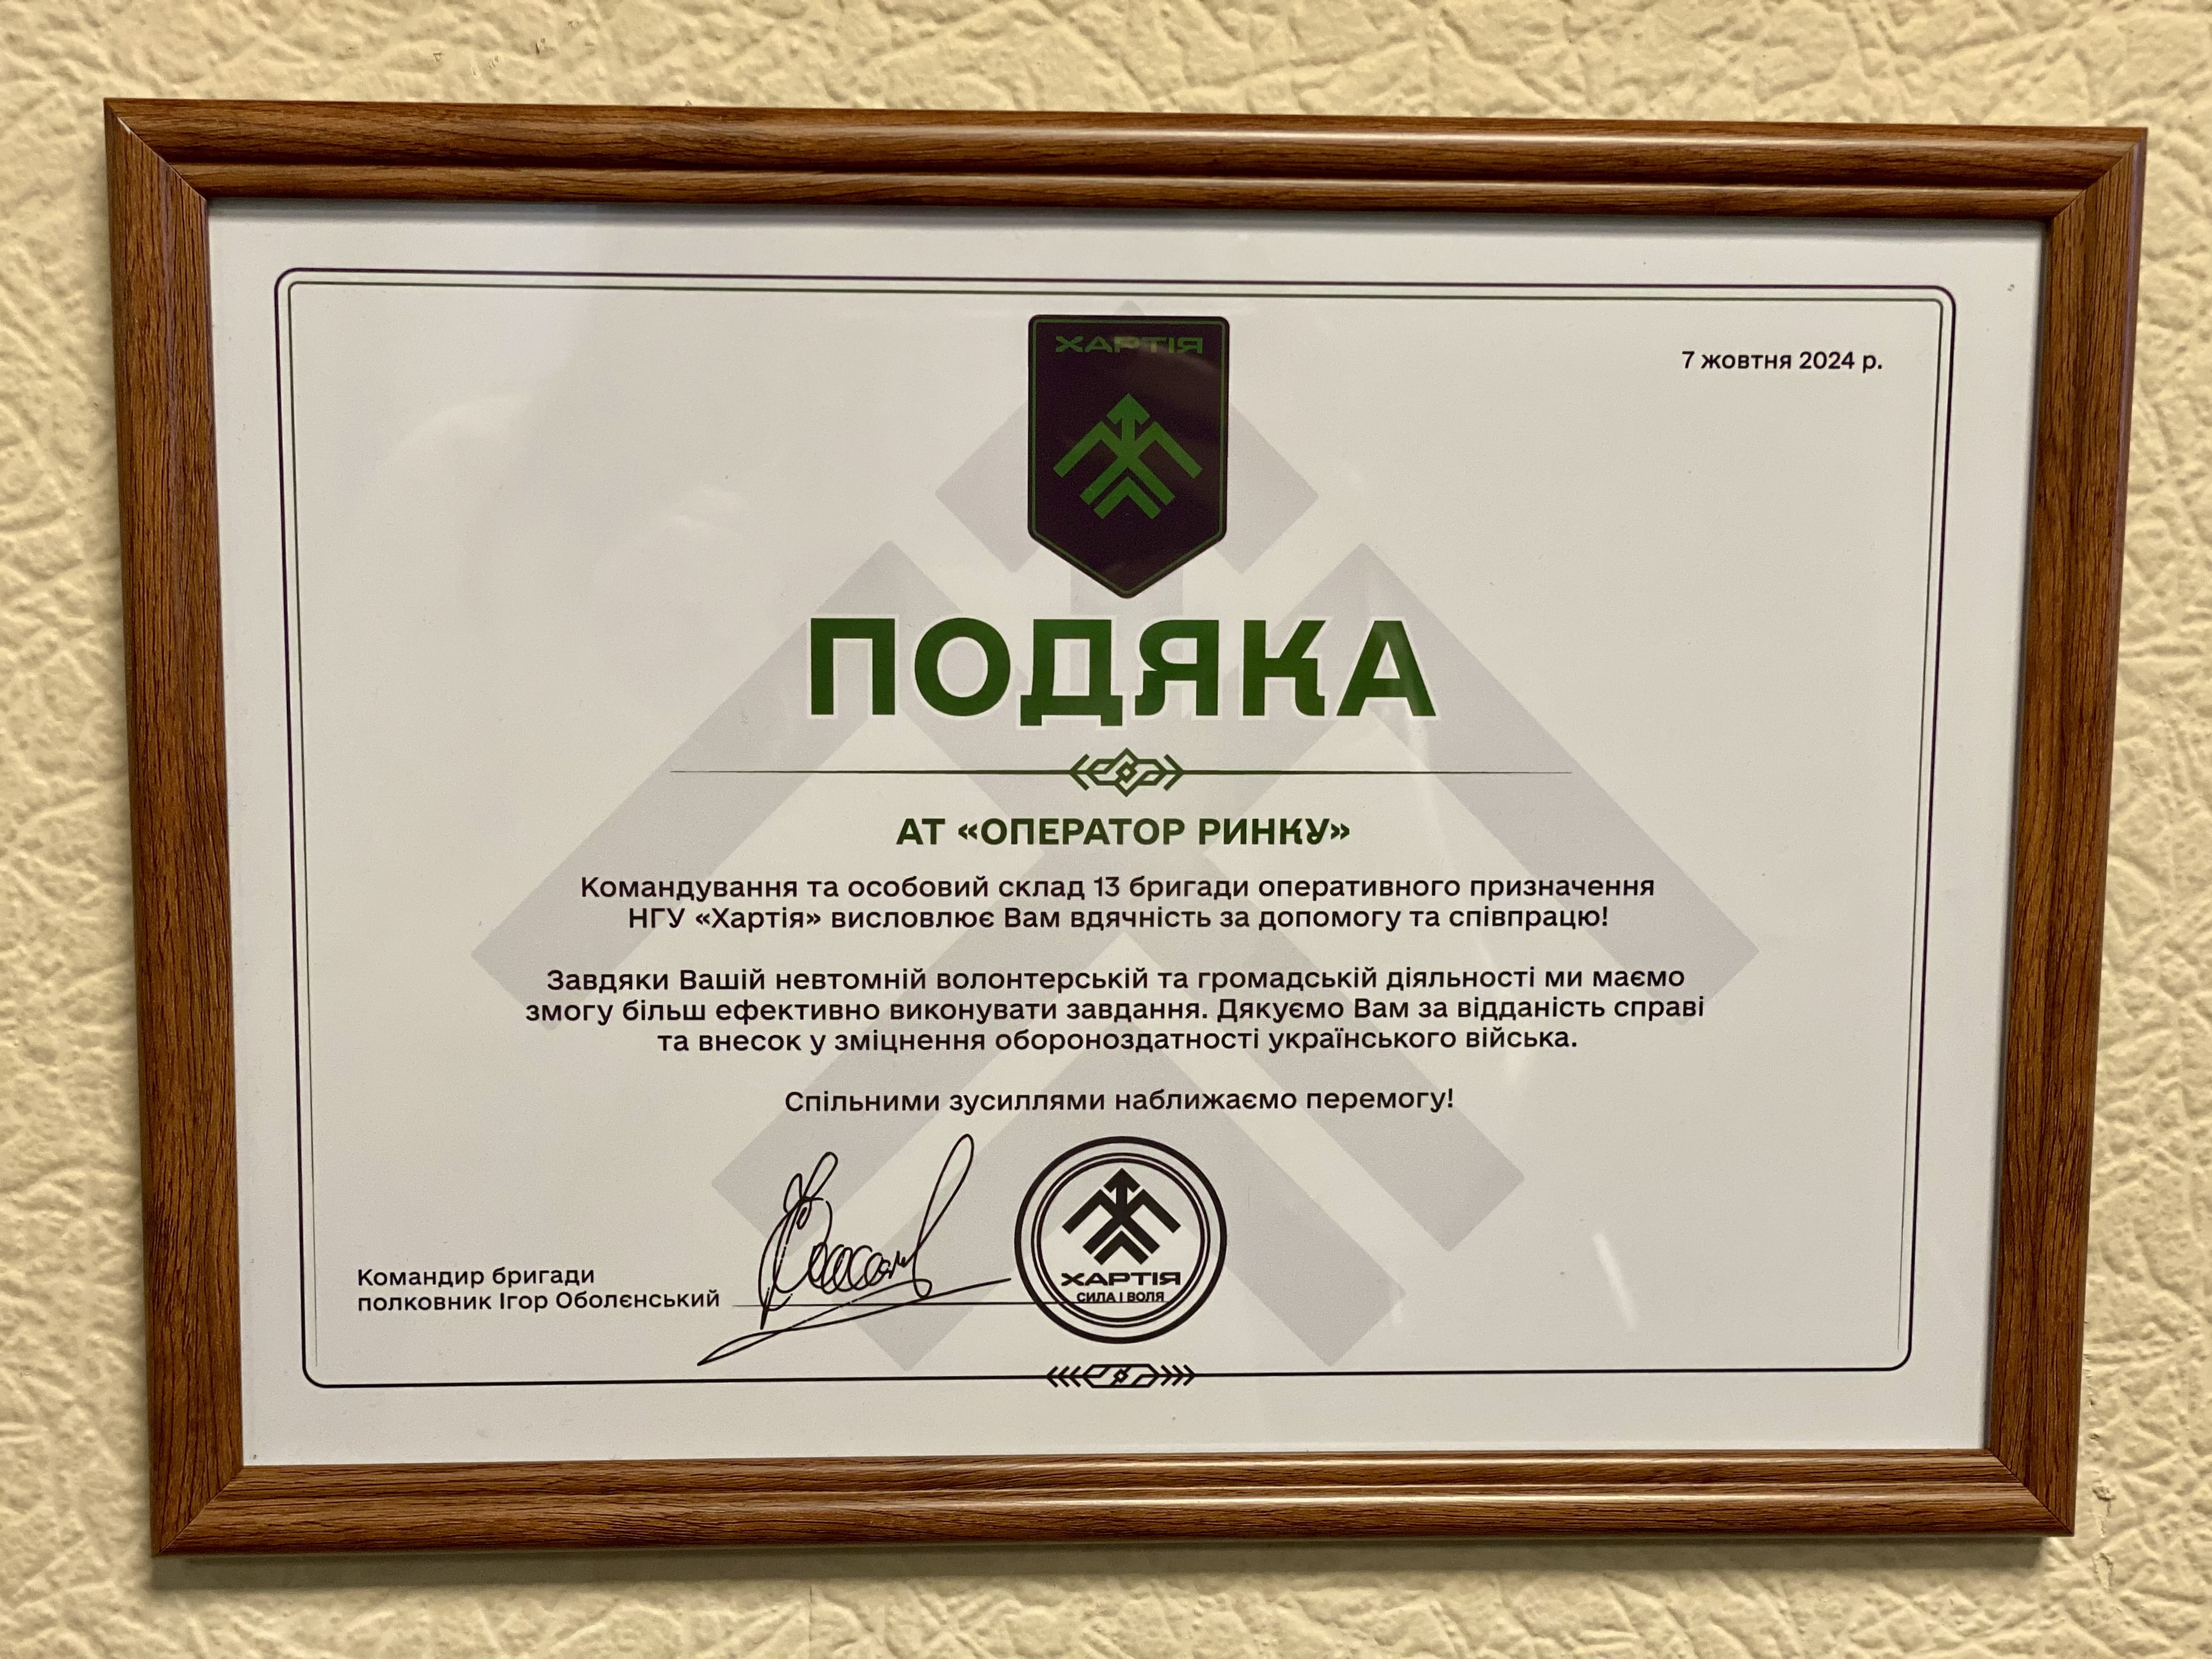 ХАРТІЯ
7 жовтня 2024 р.
ПОДЯКА
АТ «ОПЕРАТОР РИНКУ»
Командування та особовий склад 13 бригади оперативного призначення
НГУ «Хартія» висловлює Вам вдячність за допомогу та співпрацю!
Завдяки Вашій невтомній волонтерській та громадській діяльності ми маємо
змогу більш ефективно виконувати завдання. Дякуємо Вам за відданість справі
та внесок у зміцнення обороноздатності українського війська.
Спільними зусиллями наближаємо перемогу!
Командир бригади
полковник Ігор Оболєнський
ХАРТІЯ
СИЛА І ВОЛЯ